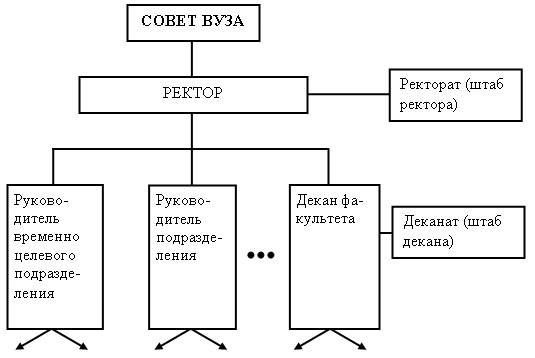 СОВЕТ ВУЗА
РЕКТОР
Ректорат (штаб
ректора)
Руково-
дитель
временно
целевого
подразде-
ления
Руково-
дитель
подразде-
ления
Декан фа-
культета
Деканат (штаб
декана)